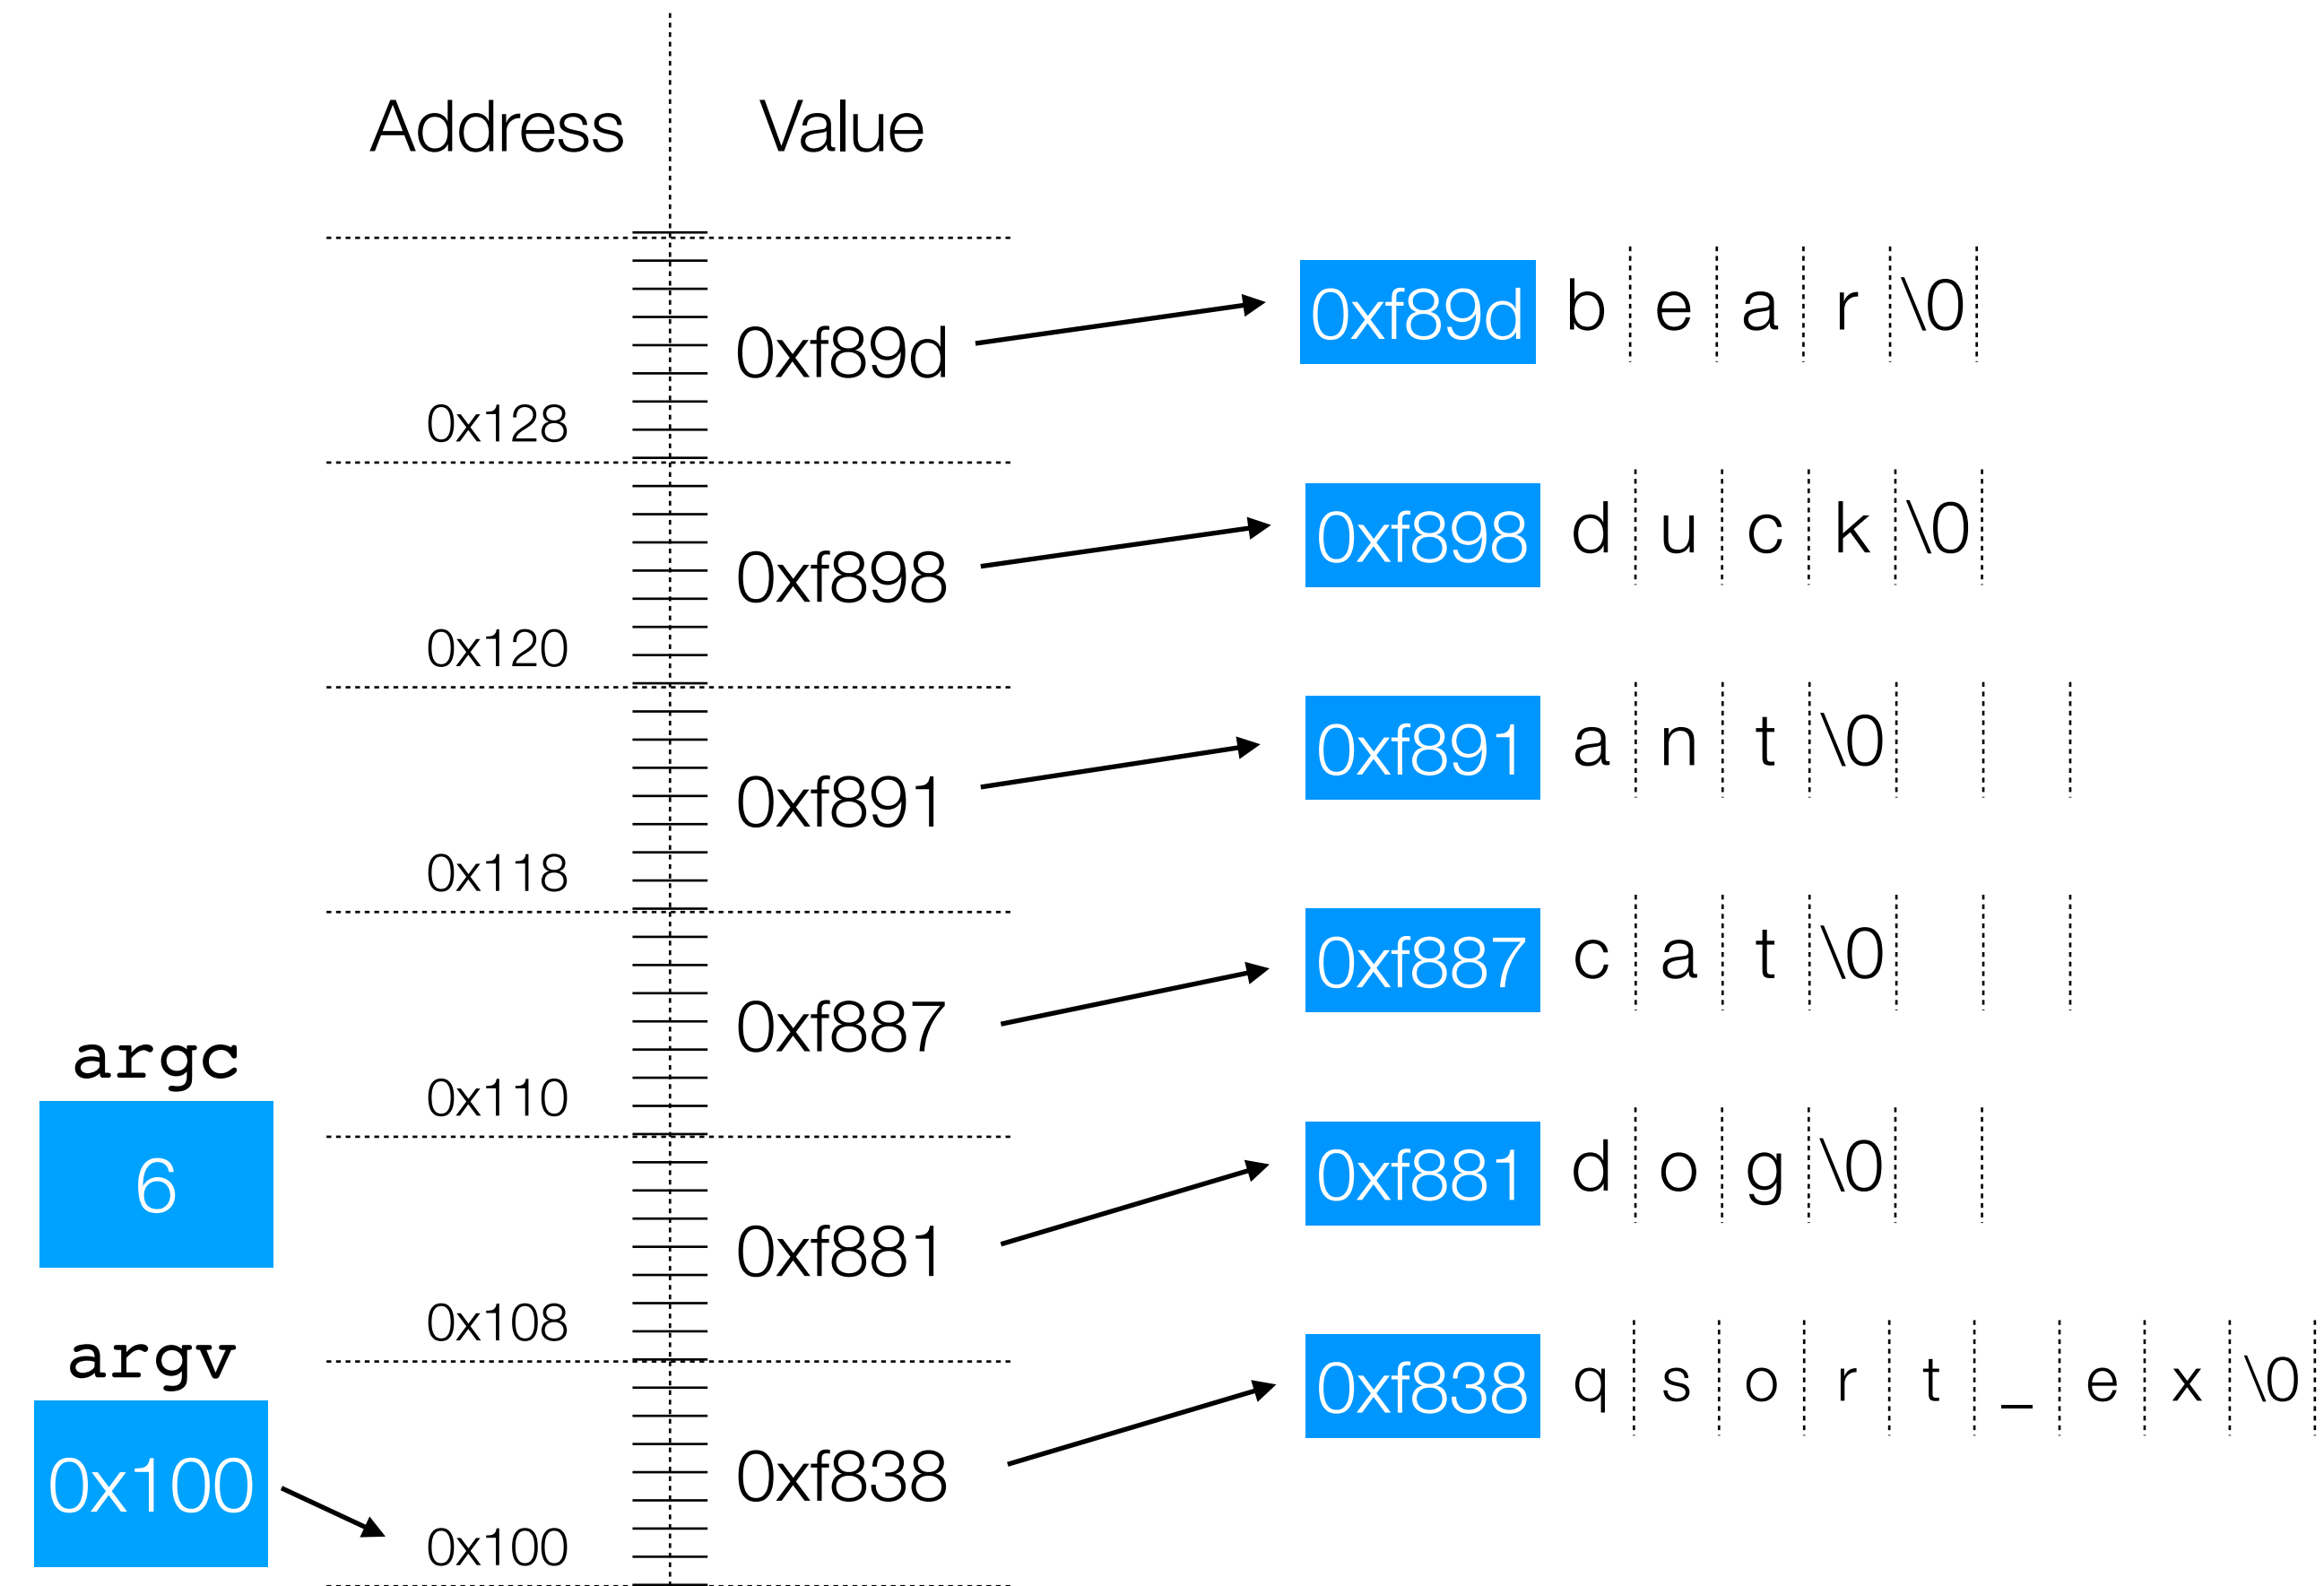 Address Value
0xf89d 0xf89d b e a r \0
0x128
0xf898 0xf898 d u c k \0
0x120
0xf891 0xf891 a n t \0
0x118
0xf887 0xf887 c a t \0
argc
0x110
6
0xf881 0xf881 d o g \0
0x108
argv
0x100 0xf838 0xf838 q s o r t _ e x \0
0x100